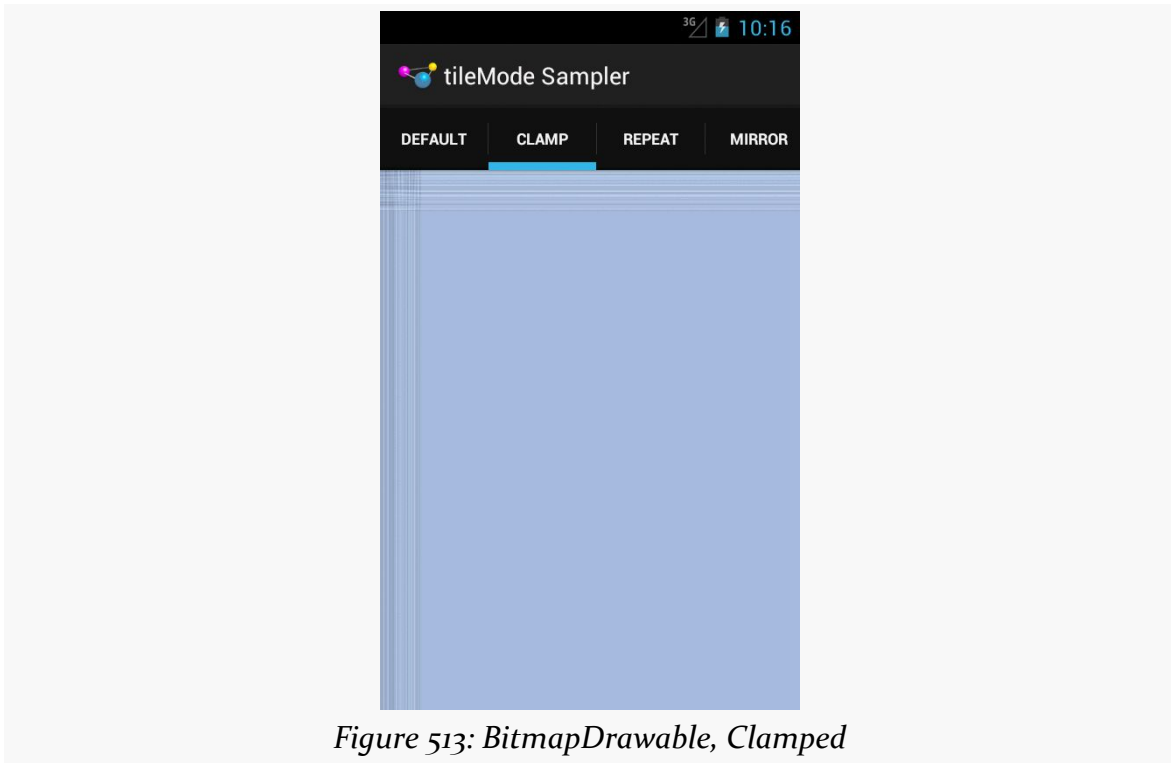 3G 10:16
tileMode Sampler
DEFAULT CLAMP REPEAT MIRROR
Figure 513: BitmapDrawable, Clamped